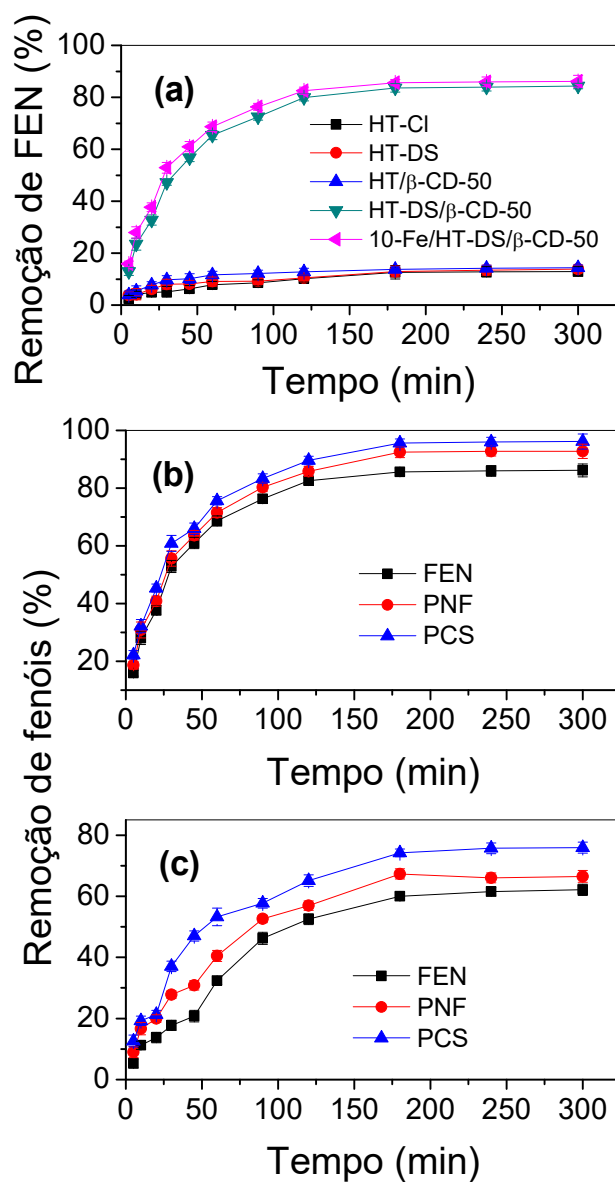 Remoção de FEN (%)
100
80
60
40
20
0
(a)
HT-Cl
HT-DS
HT/β-CD-50
HT-DS/β-CD-50
10-Fe/HT-DS/β-CD-50
0 50 100 150 200 250 300
Tempo (min)
Remoção de fenóis (%)
100
80
60
40
20
(b)
FEN
PNF
PCS
0 50 100 150 200 250 300
Tempo (min)
80
60
40
20
0
(c)
FEN
PNF
PCS
0 50 100 150 200 250 300
Tempo (min)